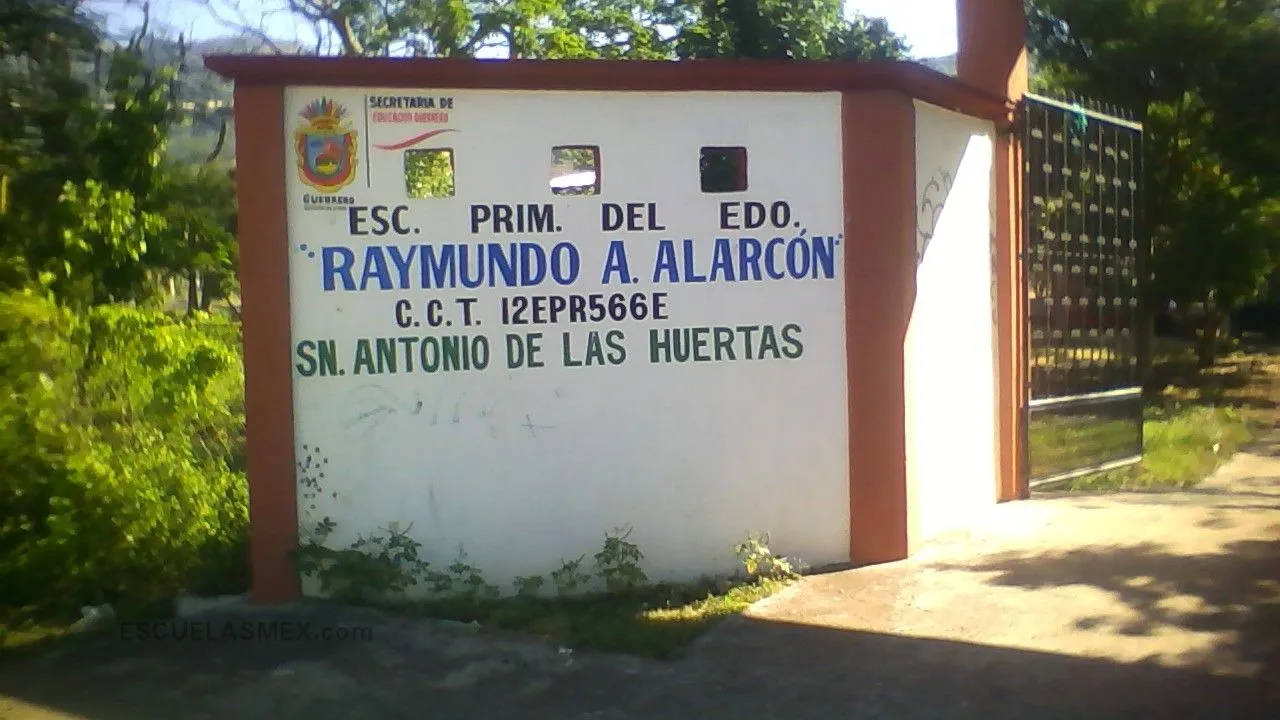 SECRETARIA DE
EDUCACION GUERRERO
GUERRERO
ESC. PRIM. DEL EDO.
"RAYMUNDO A. ALARCÓN"
C. C. T. 12EPR566E
SN. ANTONIO DE LAS HUERTAS
ESCUELASMEX.com